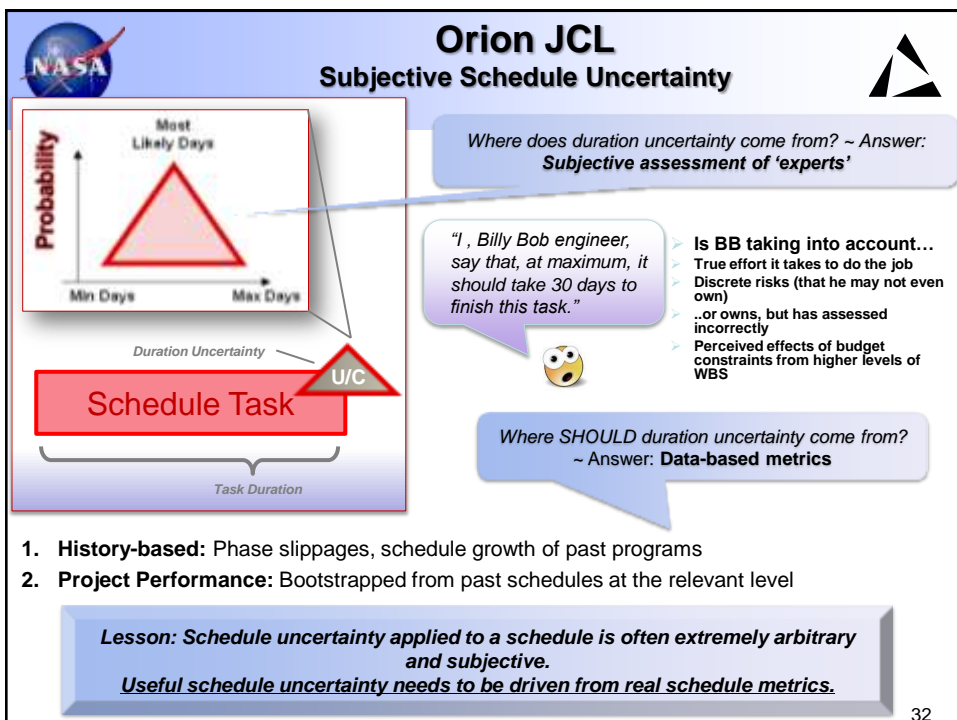 NASA
Orion JCL
Subjective Schedule Uncertainty
Most
Likely Days
Probability
Min Days
Max Days
Duration Uncertainty
U/C
Schedule Task
Task Duration
Where does duration uncertainty come from? ~ Answer:
Subjective assessment of ‘experts’
“I , Billy Bob engineer,
say that, at maximum, it
should take 30 days to
finish this task.”
Is BB taking into account…
True effort it takes to do the job
Discrete risks (that he may not even
own)
..or owns, but has assessed
incorrectly
Perceived effects of budget
constraints from higher levels of
WBS
Where SHOULD duration uncertainty come from?
~ Answer: Data-based metrics
1. History-based: Phase slippages, schedule growth of past programs
2. Project Performance: Bootstrapped from past schedules at the relevant level
Lesson: Schedule uncertainty applied to a schedule is often extremely arbitrary
and subjective.
Useful schedule uncertainty needs to be driven from real schedule metrics.
32